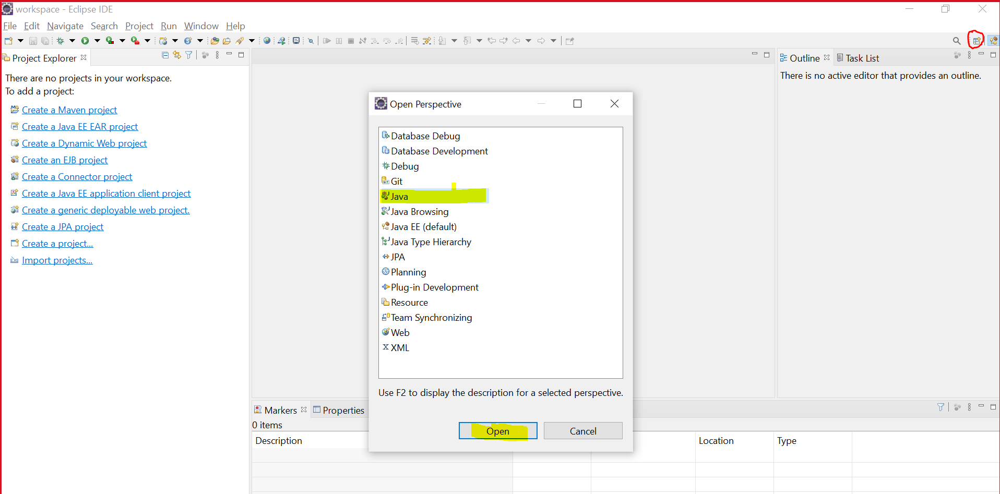 workspace - Eclipse IDE
File Edit Navigate Search Project Run Window Help
Project Explorer
There are no projects in your workspace.
To add a project:
Create a Maven project
Create a Java EE EAR project
Create a Dynamic Web project
Create an EJB project
Create a Connector project
Create a Java EE application client project
Create a generic deployable web project.
Create a JPA project
Create a project...
Import projects...
Open Perspective
Database Debug
Database Development
Debug
Git
Java
Java Browsing
Java EE (default)
Java Type Hierarchy
JPA
Planning
Plug-in Development
Resource
Team Synchronizing
Web
XML
Use F2 to display the description for a selected perspective.
Open Cancel
Outline Task List
There is no active editor that provides an outline.
Markers Properties
0 items
Description Location Type